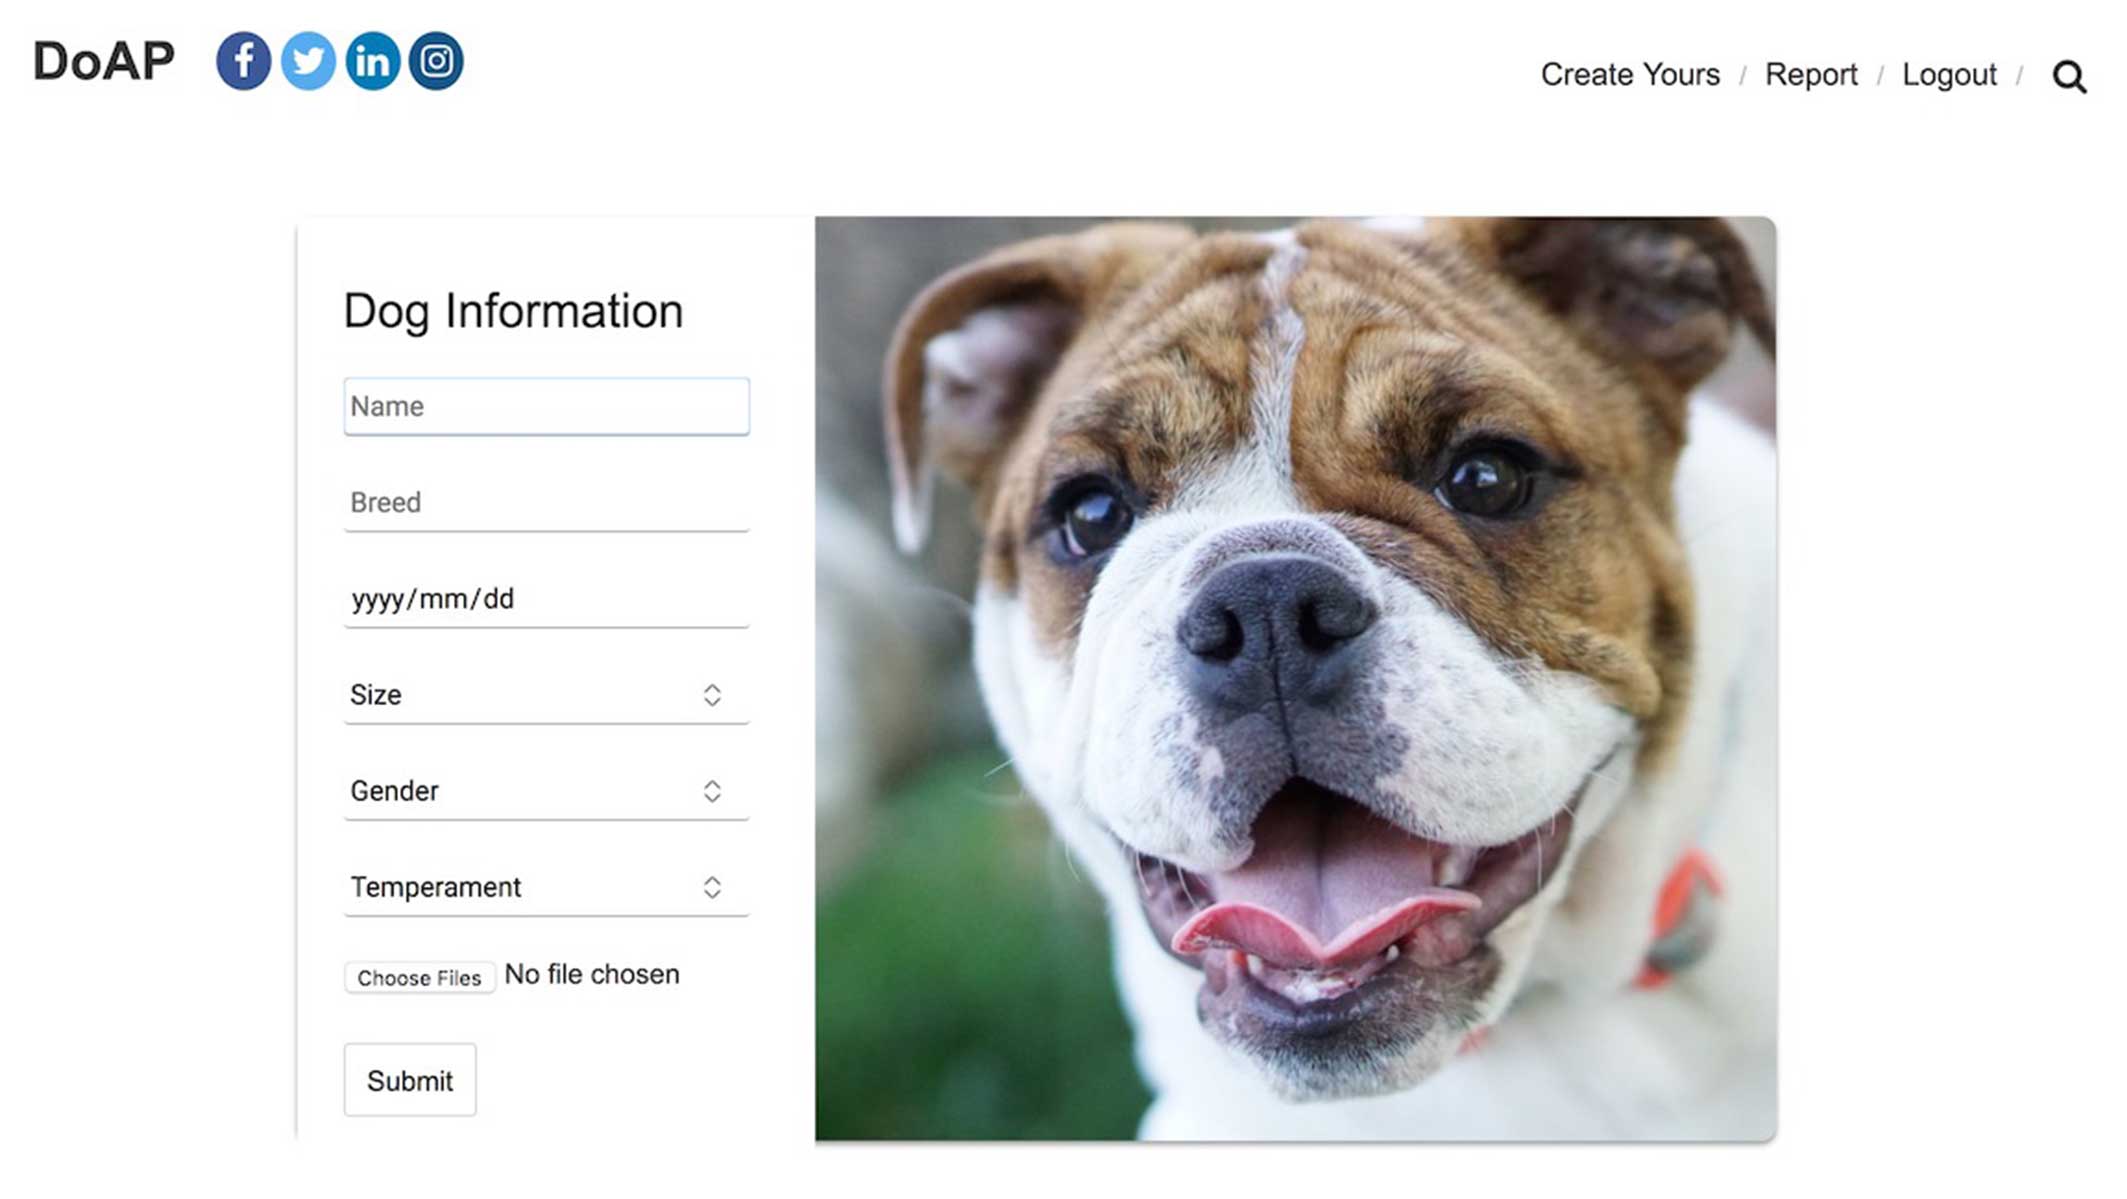 DoAP
Create Yours / Report / Logout /
Dog Information
Name
Breed
yyyy/mm/dd
Size
Gender
Temperament
Choose Files No file chosen
Submit